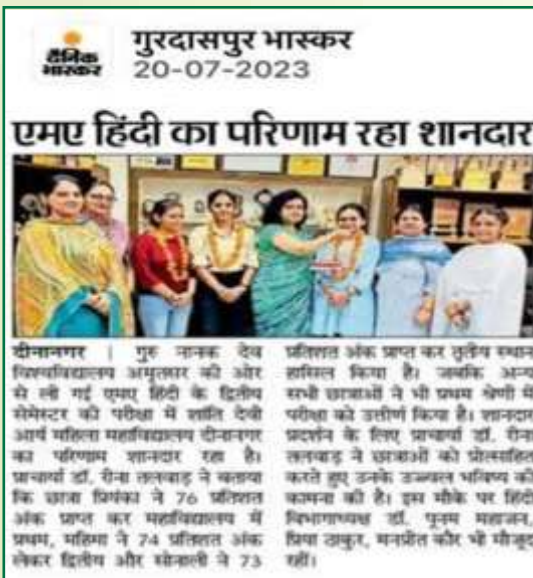 दैनिक
भास्कर
गुरदासपुर भास्कर
20-07-2023
एमए हिंदी का परिणाम रहा शानदार
दीनानगर | गुरु नानक देव
विश्वविद्यालय अमृतसर की ओर
से ली गई एमए हिंदी के द्वितीय
सेमेस्टर की परीक्षा में शांति देवी
आर्य महिला महाविद्यालय दीनानगर
का परिणाम शानदार रहा है।
प्राचार्या डॉ. रीना तलवाड़ ने बताया
कि छात्रा प्रियंका ने 76 प्रतिशत
अंक प्राप्त कर महाविद्यालय में
प्रथम, महिमा ने 74 प्रतिशत अंक
लेकर द्वितीय और सोनाली ने 73
प्रतिशत अंक प्राप्त कर तृतीय स्थान
हासिल किया है। जबकि अन्य
सभी छात्राओं ने भी प्रथम श्रेणी में
परीक्षा को उत्तीर्ण किया है। शानदार
प्रदर्शन के लिए प्राचार्या डॉ. रीना
तलवाड़ ने छात्राओं को प्रोत्साहित
करते हुए उनके उज्ज्वल भविष्य की
कामना की है। इस मौके पर हिंदी
विभागाध्यक्ष डॉ. पूनम महाजन,
प्रिया ठाकुर, मनप्रीत कौर भी मौजूद
रहीं।